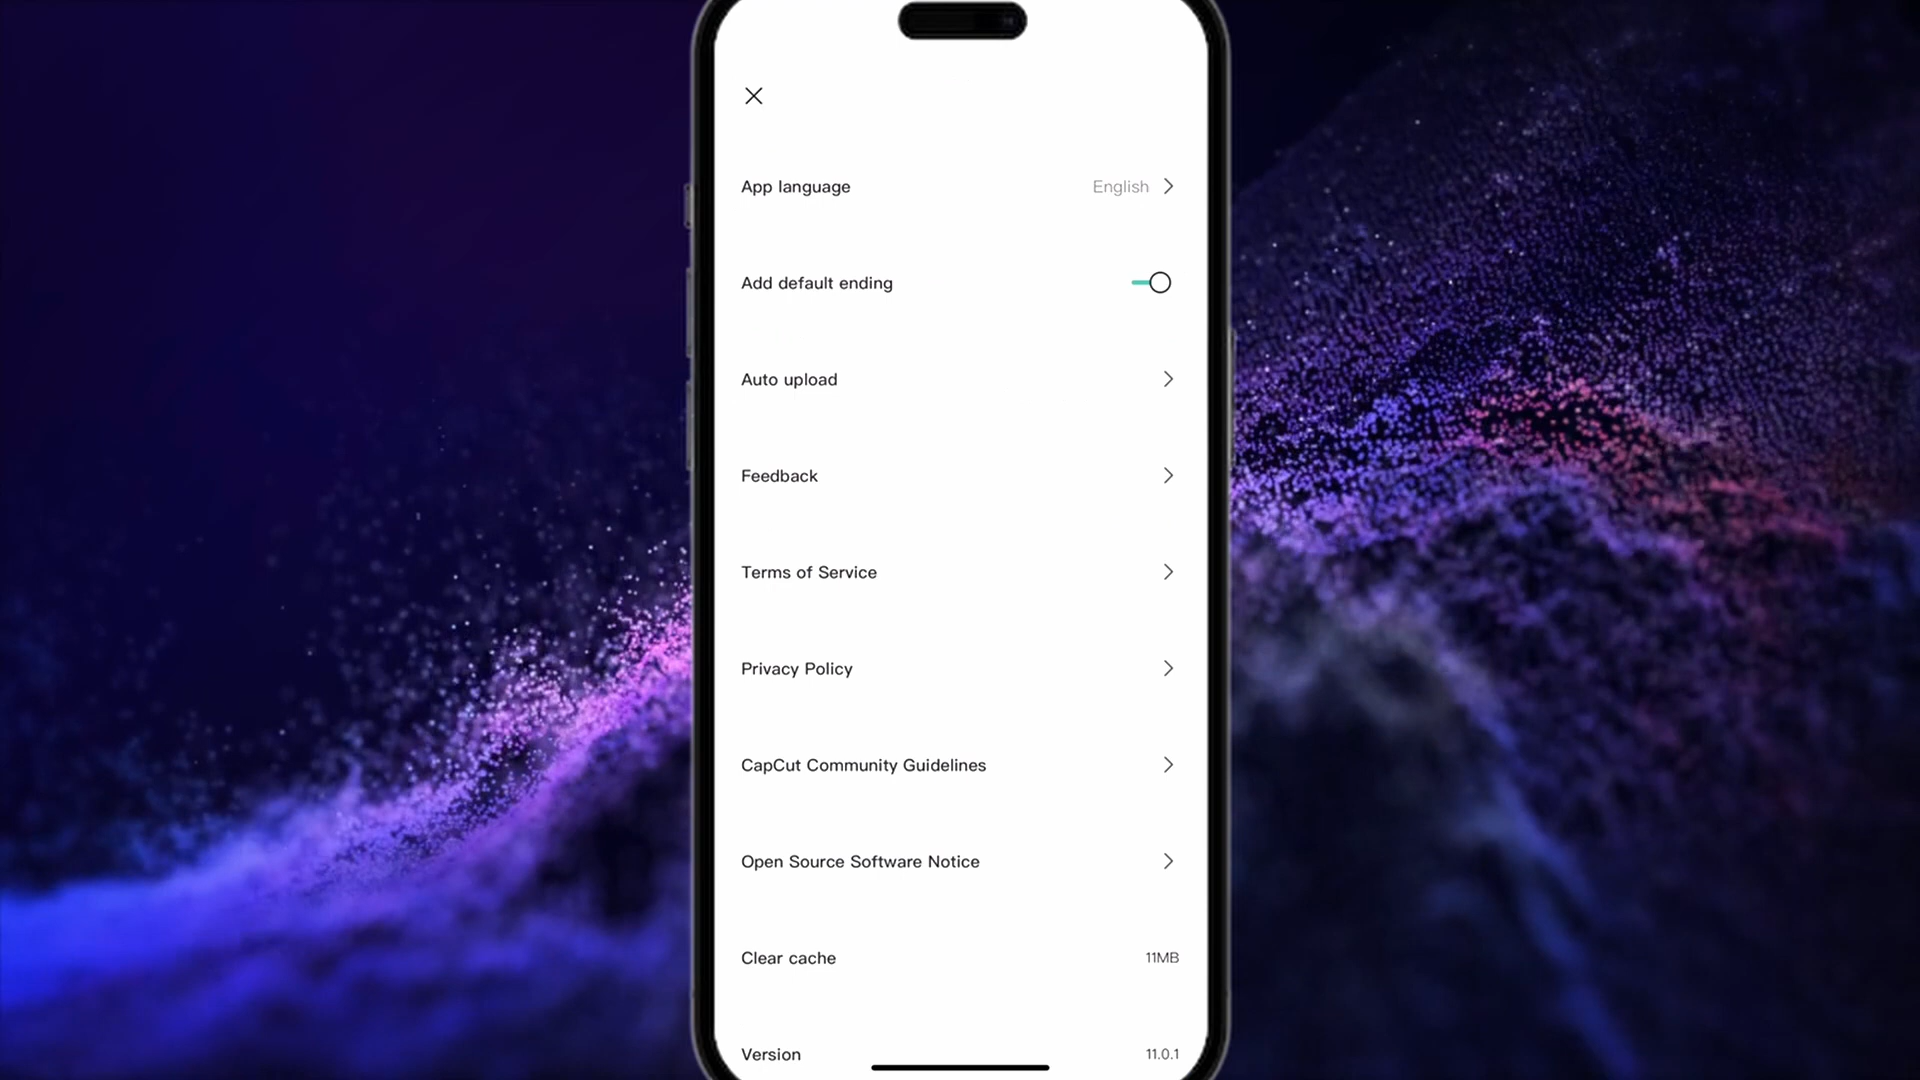 App language English
Add default ending
Auto upload
Feedback
Terms of Service
Privacy Policy
CapCut Community Guidelines
Open Source Software Notice
Clear cache 11MB
Version 11.0.1